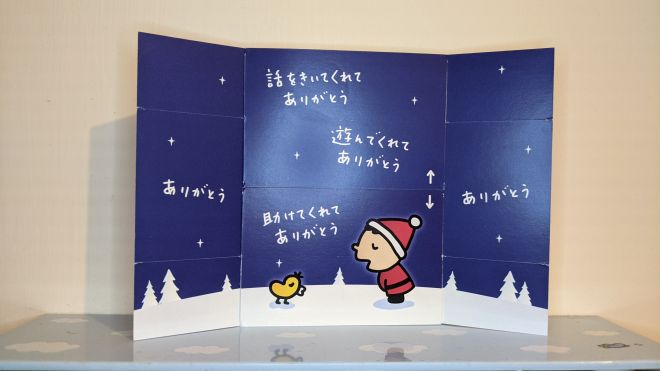 話をきいてくれて
ありがとう
遊んでくれて
ありがとう
ありがとう
ありがとう
助けてくれて
ありがとう